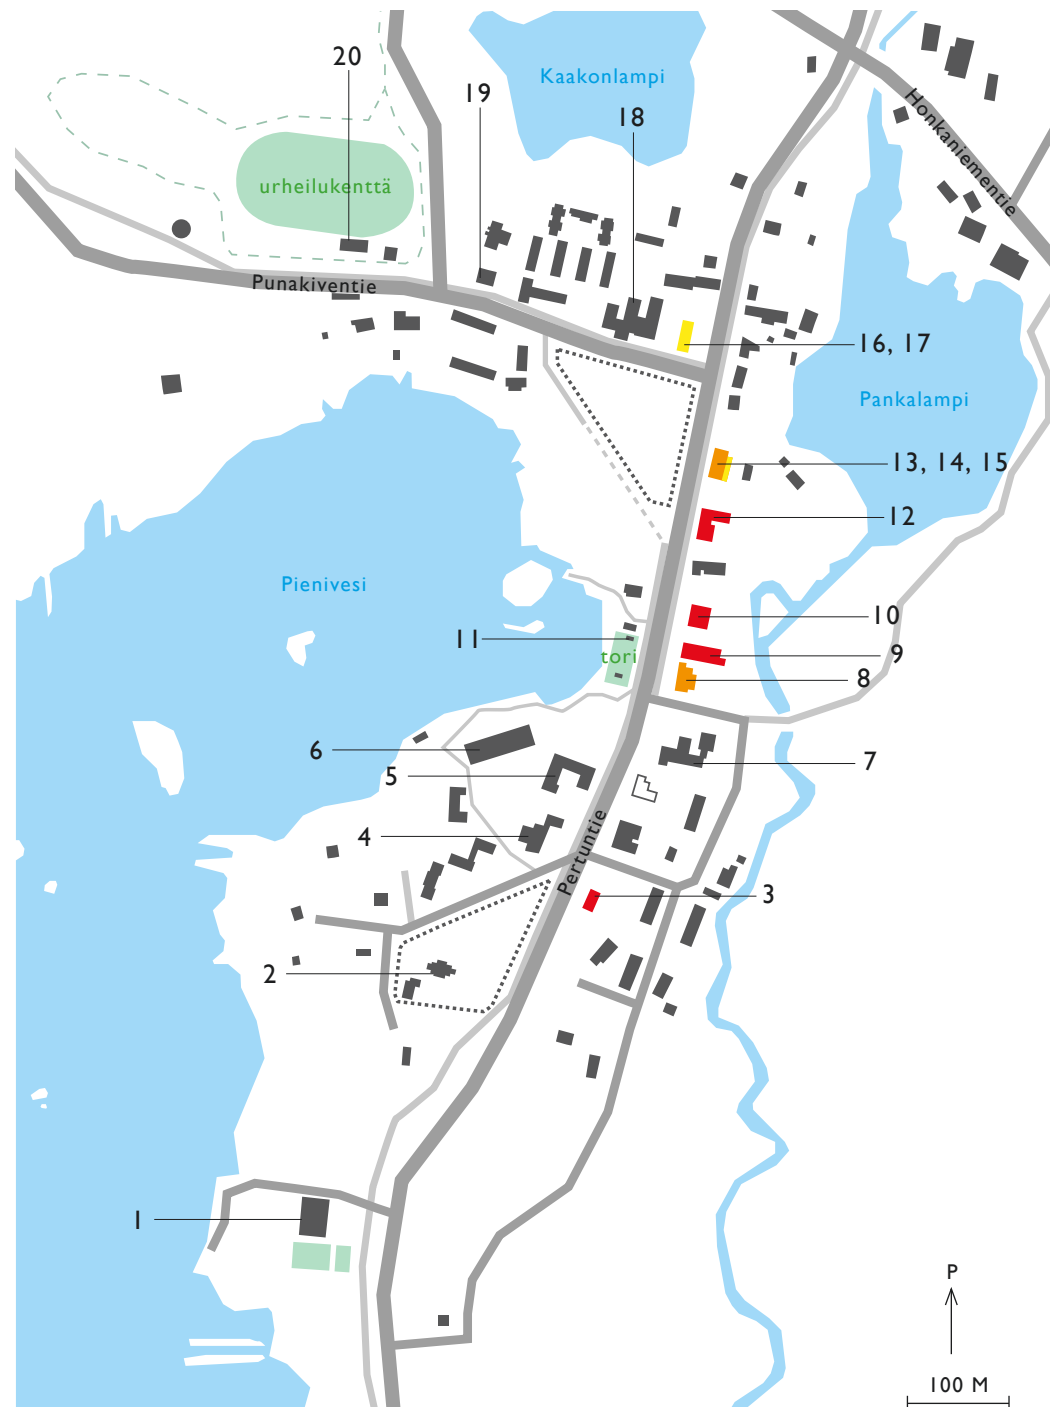 20
Kaakonlampi
19
18
Honkaniementie
urheilukenttä
Punakiventie
16, 17
Pankalampi
13, 14, 15
12
Pienivesi
10
11
tori
9
8
6
5
7
4
Pertuntie
3
2
1
P
100 M